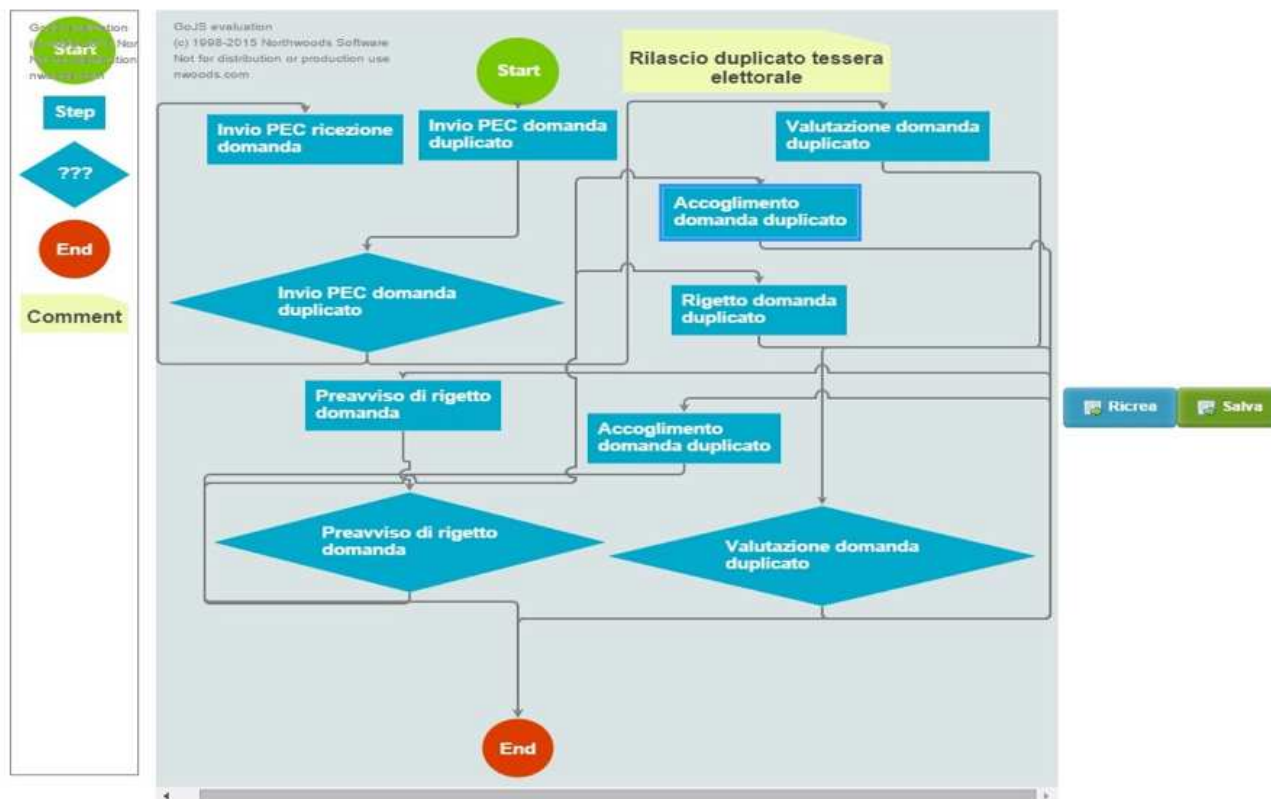 Start
Step
???
End
Comment
GoJS evaluation
(c) 1998-2015 Northwoods Software
Not for distribution or production use
nwoods.com
Start
Rilascio duplicato tessera
elettorale
Invio PEC ricezione
domanda
Invio PEC domanda
duplicato
Valutazione domanda
duplicato
Accoglimento
domanda duplicato
Invio PEC domanda
duplicato
Rigetto domanda
duplicato
Preavviso di rigetto
domanda
Accoglimento
domanda duplicato
Preavviso di rigetto
domanda
Valutazione domanda
duplicato
End
Ricrea
Salva